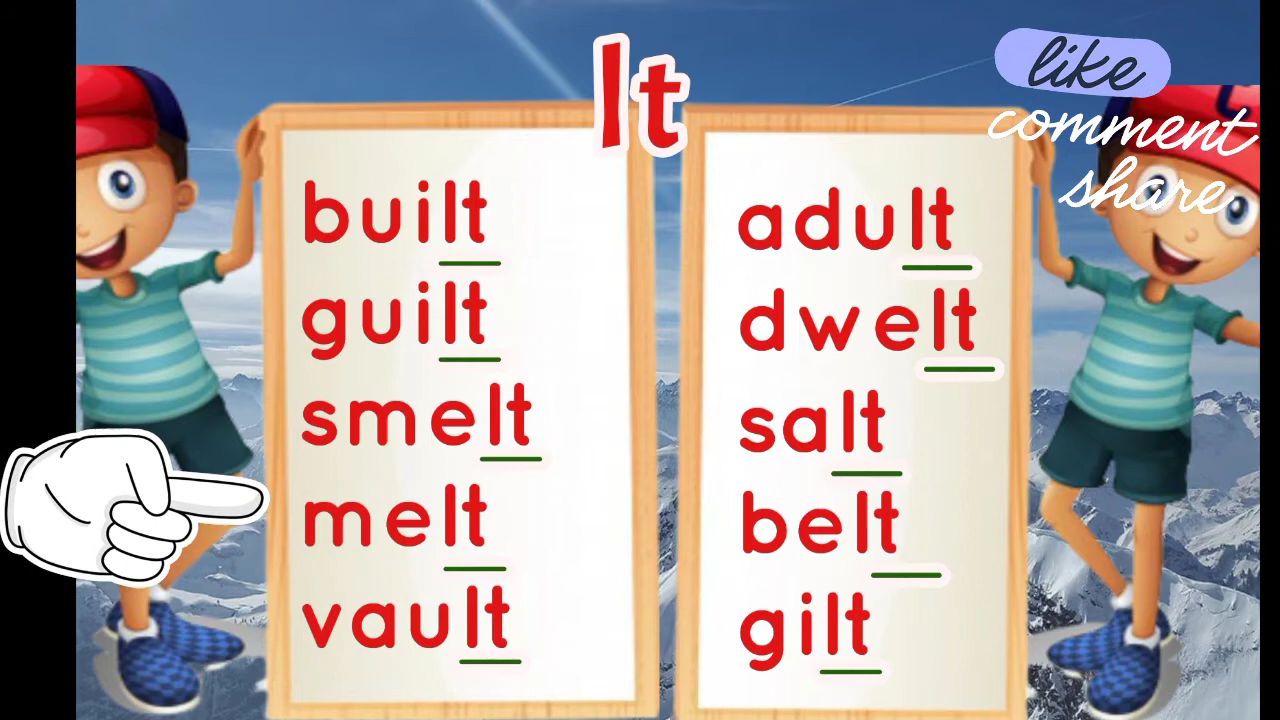 lt
like
comment
share
built
guilt
smelt
melt
vault
adult
dwelt
salt
belt
gilt